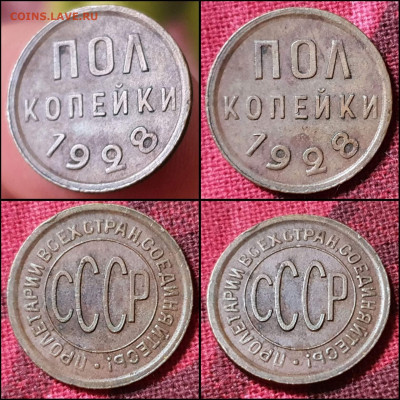 COINS.LAVE.RU
ПОЛ
КОПЕЙКИ
1928
ПОЛ
КОПЕЙКИ
1928
ПРОЛЕТАРИИ ВСЕХ СТРАН, СОЕДИНЯЙТЕСЬ!
СССР
ПРОЛЕТАРИИ ВСЕХ СТРАН, СОЕДИНЯЙТЕСЬ!
СССР